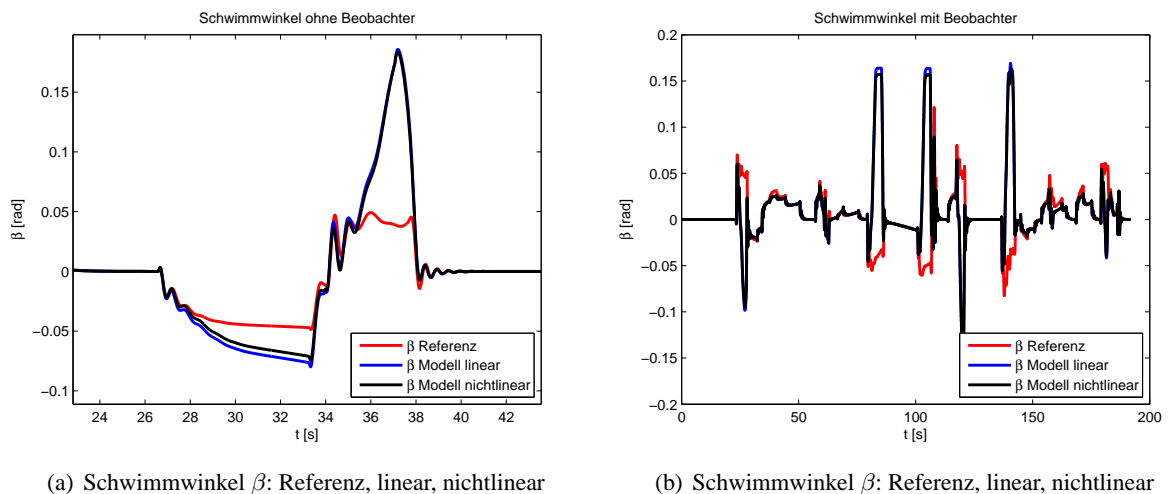 Schwimmwinkel ohne Beobachter
β [rad]
0.15
0.1
0.05
0
−0.05
−0.1
24 26 28 30 32 34 36 38 40 42
t [s]
β Referenz
β Modell linear
β Modell nichtlinear
(a) Schwimmwinkel β: Referenz, linear, nichtlinear
Schwimmwinkel mit Beobachter
β [rad]
0.2
0.15
0.1
0.05
0
−0.05
−0.1
−0.15
−0.2
0 50 100 150 200
t [s]
β Referenz
β Modell linear
β Modell nichtlinear
(b) Schwimmwinkel β: Referenz, linear, nichtlinear